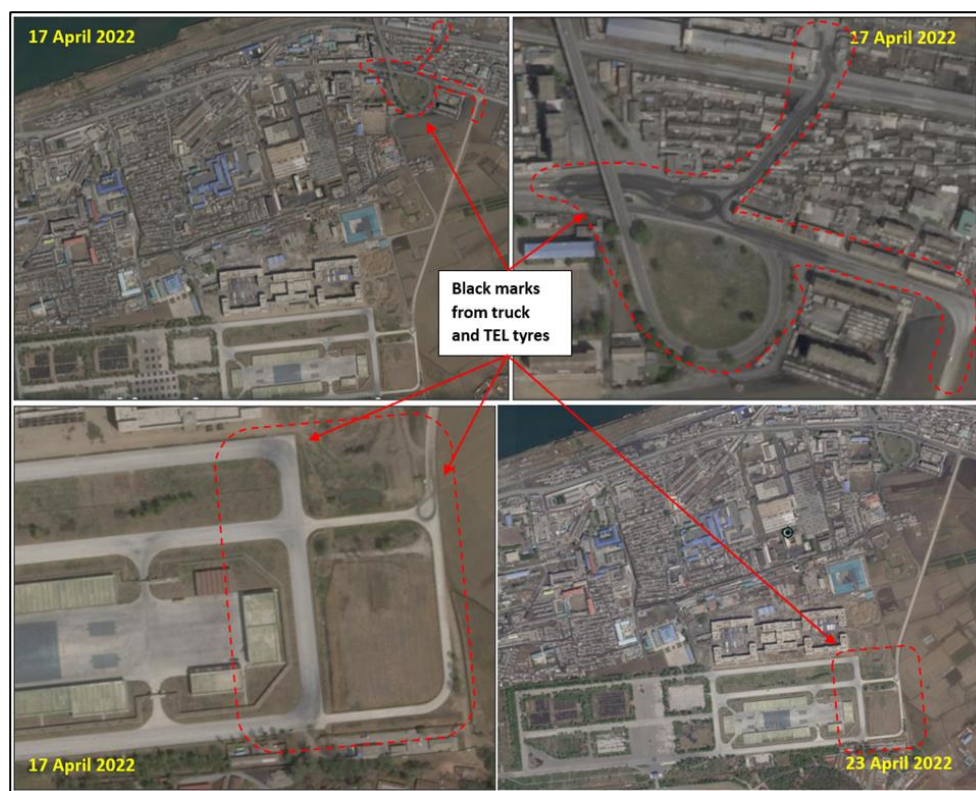 17 April 2022
17 April 2022
Black marks
from truck
and TEL tyres
17 April 2022
23 April 2022